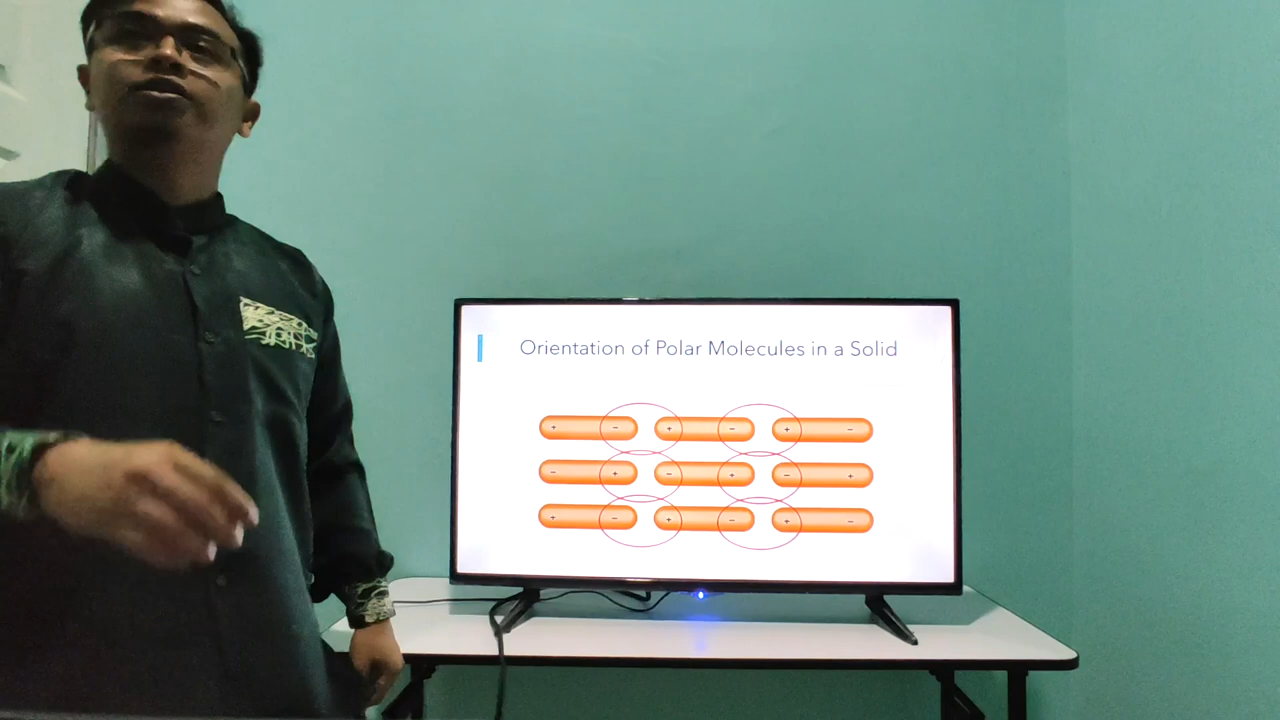 Orientation of Polar Molecules in a Solid
+ − + − + −
− + − + − +
+ − + − + −